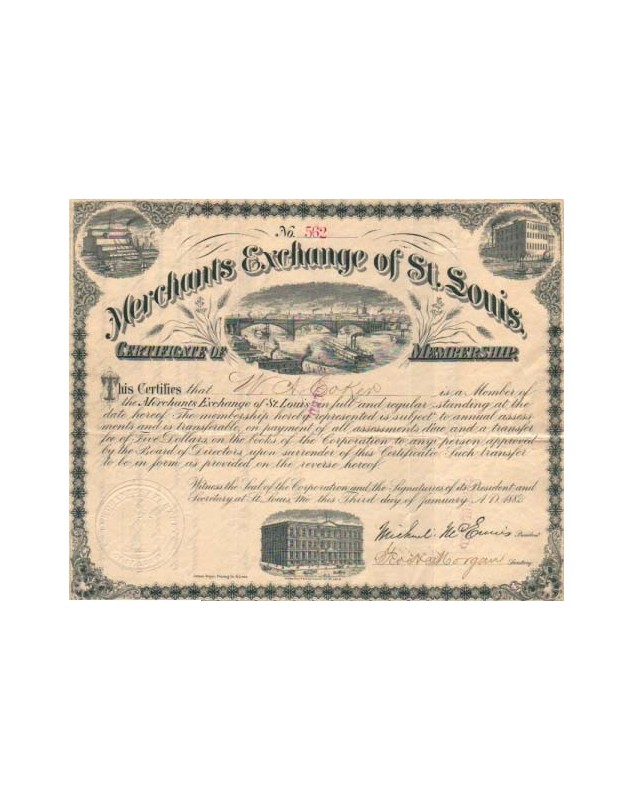 No. 562
Merchants Exchange of St. Louis,
CERTIFICATE OF MEMBERSHIP.
This Certifies that W. A. is a Member of
the Merchants Exchange of St. Louis in full and regular standing at the
date hereof. The membership hereby represented is subject to annual assess
ments and is transferable, on payment of all assessments due and a transfer
fee of Five Dollars, on the books of the Corporation to any person approved
by the Board of Directors upon surrender of this Certificate. Such transfer
to be in form as provided on the reverse hereof.
Witness the Seal of the Corporation and the Signatures of its President and
Secretary at St. Louis, Mo. this Third day of January A.D. 1882
Michael McEnnis President
Geo H Morgan Secretary